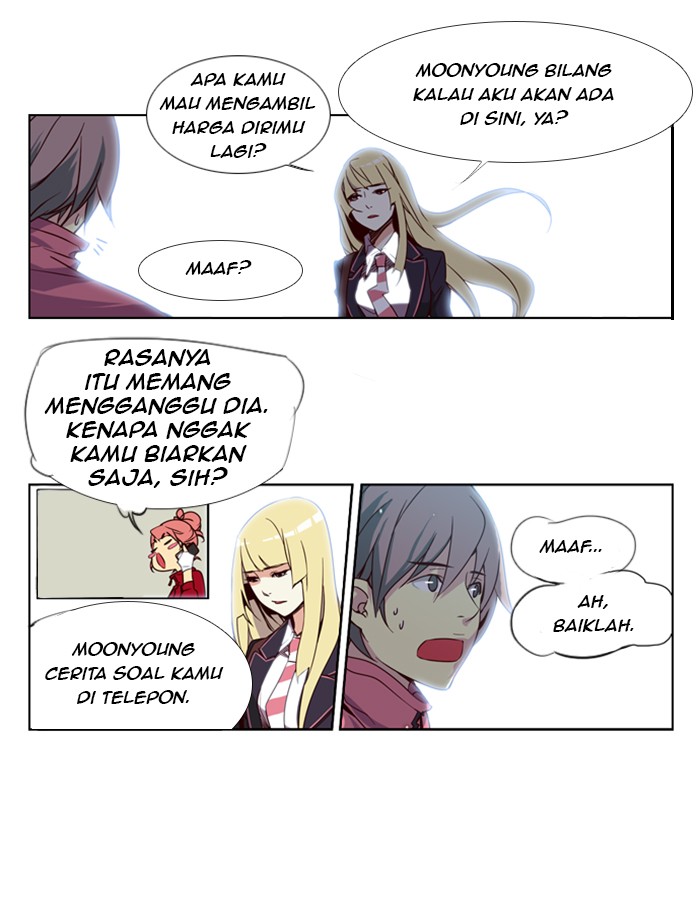 MOONYOUNG BILANG
KALAU AKU AKAN ADA
DI SINI, YA?
APA KAMU
MAU MENGAMBIL
HARGA DIRIMU
LAGI?
MAAF?
RASANYA
ITU MEMANG
MENGGANGGU DIA.
KENAPA NGGAK
KAMU BIARKAN
SAJA, SIH?
MOONYOUNG
CERITA SOAL KAMU
DI TELEPON.
MAAF...
AH,
BAIKLAH.